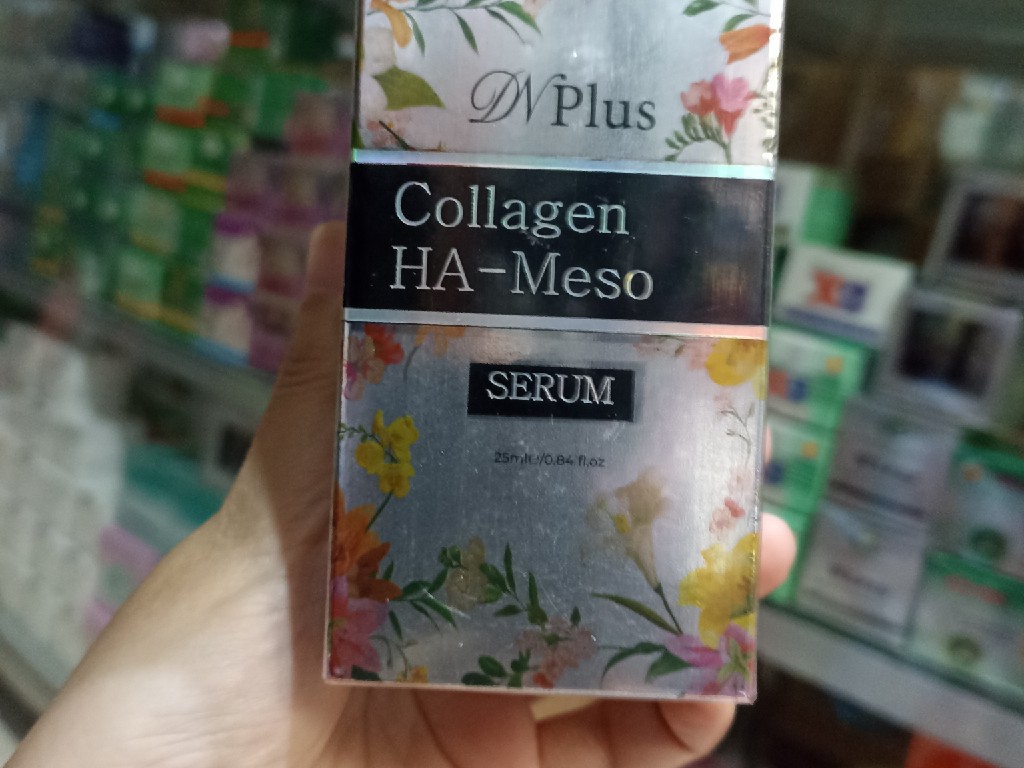 DN Plus
Collagen
HA-Meso
SERUM
25ml.℮/0.84 fl.oz